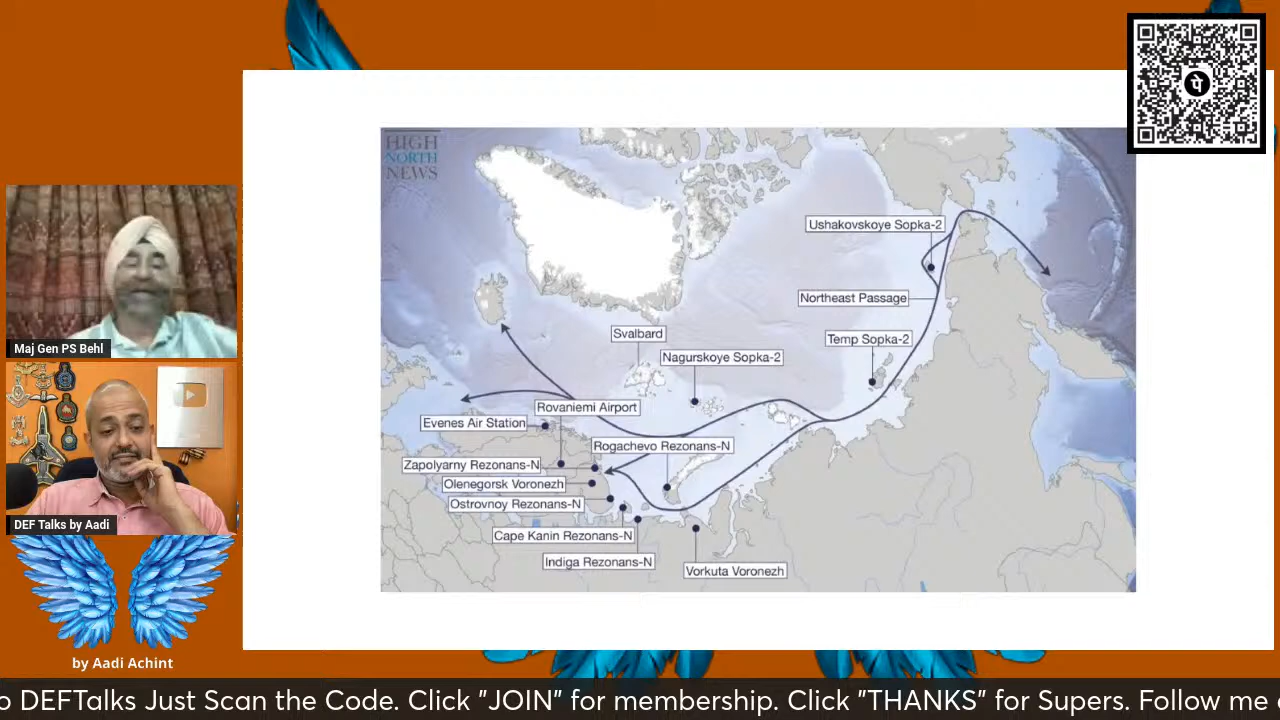 HIGH
NORTH
NEWS
Ushakovskoye Sopka-2
Northeast Passage
Svalbard
Temp Sopka-2
Nagurskoye Sopka-2
Rovaniemi Airport
Evenes Air Station
Rogachevo Rezonans-N
Zapolyarny Rezonans-N
Olenegorsk Voronezh
Ostrovnoy Rezonans-N
Cape Kanin Rezonans-N
Indiga Rezonans-N
Vorkuta Voronezh
Maj Gen PS Behl
DEF Talks by Aadi
by Aadi Achint
पे
o DEFTalks Just Scan the Code. Click "JOIN" for membership. Click "THANKS" for Supers. Follow me